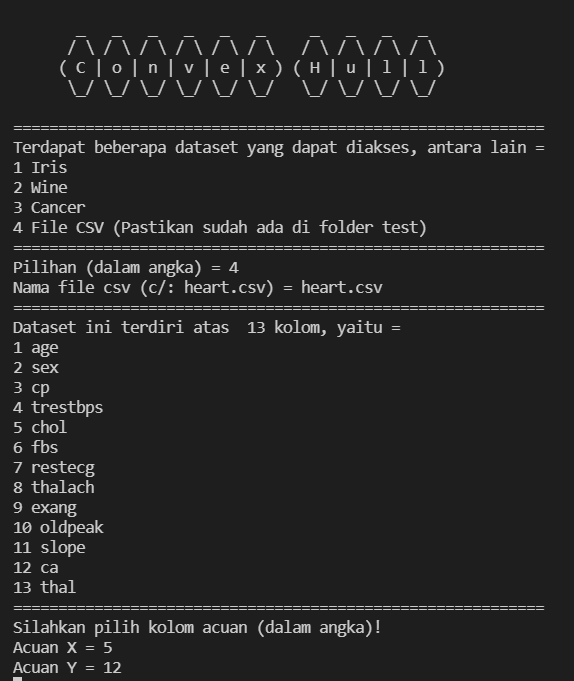 _   _   _   _   _   _     _   _   _   _
 / \ / \ / \ / \ / \ / \   / \ / \ / \ / \
( C | o | n | v | e | x ) ( H | u | l | l )
 \_/ \_/ \_/ \_/ \_/ \_/   \_/ \_/ \_/ \_/
===========================================================
Terdapat beberapa dataset yang dapat diakses, antara lain =
1 Iris
2 Wine
3 Cancer
4 File CSV (Pastikan sudah ada di folder test)
===========================================================
Pilihan (dalam angka) = 4
Nama file csv (c/: heart.csv) = heart.csv
===========================================================
Dataset ini terdiri atas  13 kolom, yaitu =
1 age
2 sex
3 cp
4 trestbps
5 chol
6 fbs
7 restecg
8 thalach
9 exang
10 oldpeak
11 slope
12 ca
13 thal
===========================================================
Silahkan pilih kolom acuan (dalam angka)!
Acuan X = 5
Acuan Y = 12